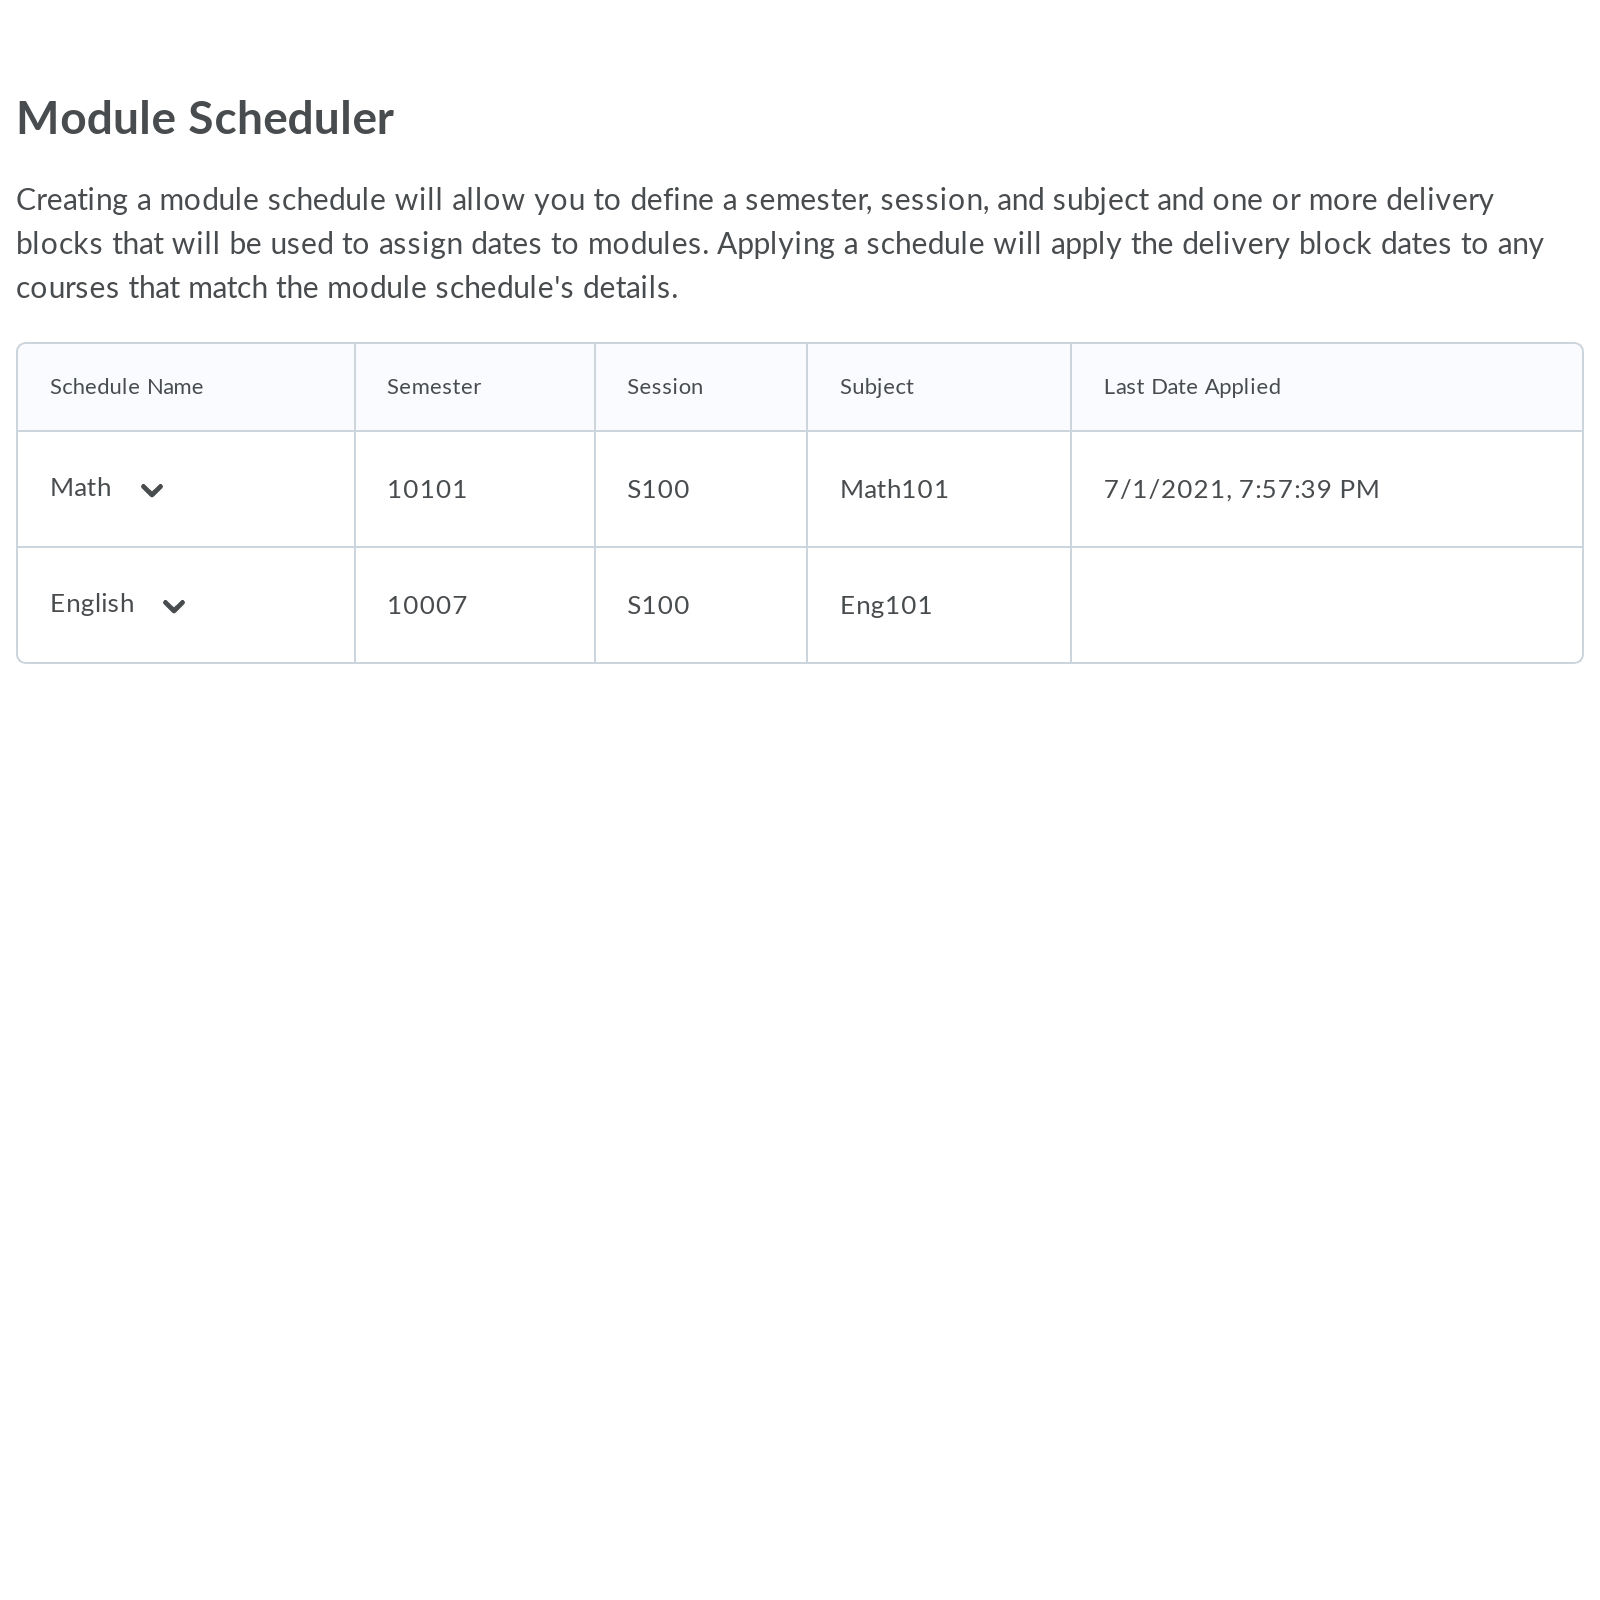 Module Scheduler
Creating a module schedule will allow you to define a semester, session, and subject and one or more delivery
blocks that will be used to assign dates to modules. Applying a schedule will apply the delivery block dates to any
courses that match the module schedule's details.
Schedule Name Semester Session Subject Last Date Applied
Math 10101 S100 Math101 7/1/2021, 7:57:39 PM
English 10007 S100 Eng101